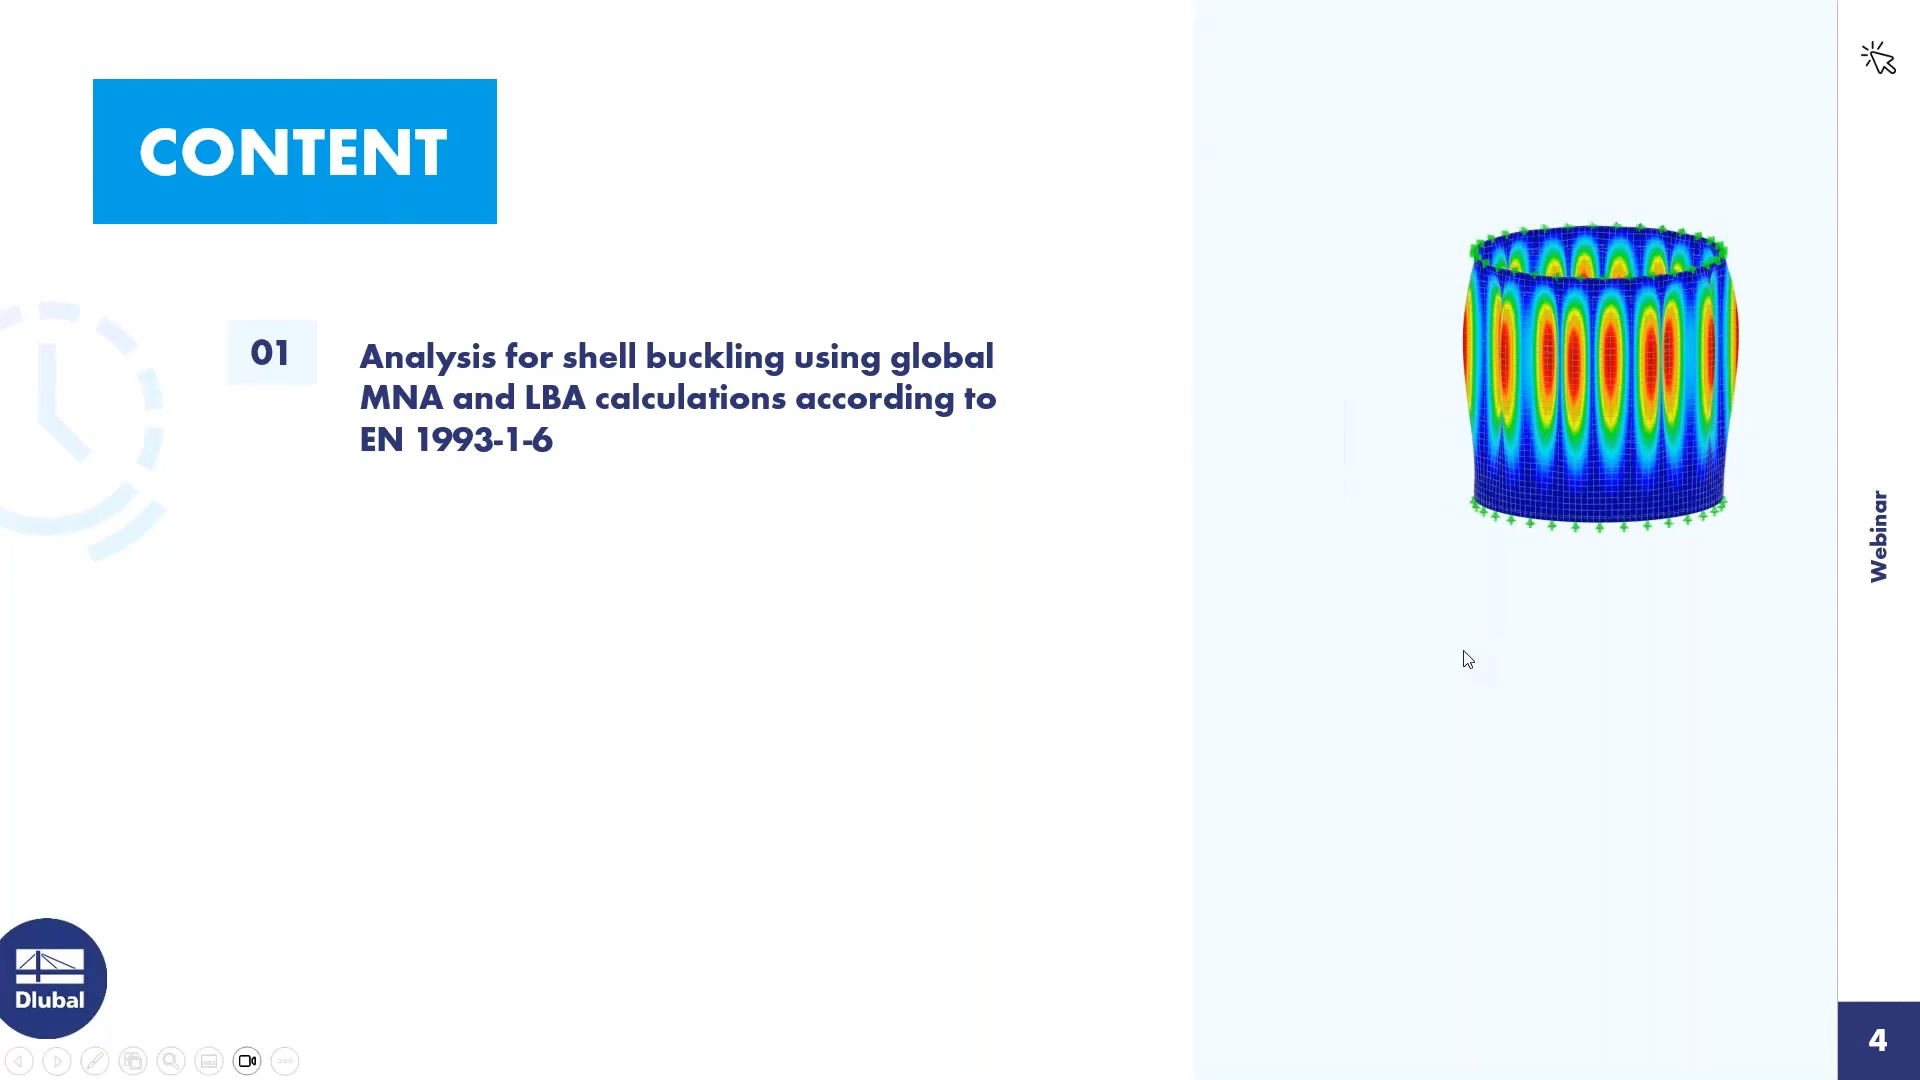 CONTENT
01
Analysis for shell buckling using global
MNA and LBA calculations according to
EN 1993-1-6
Webinar
Dlubal
4